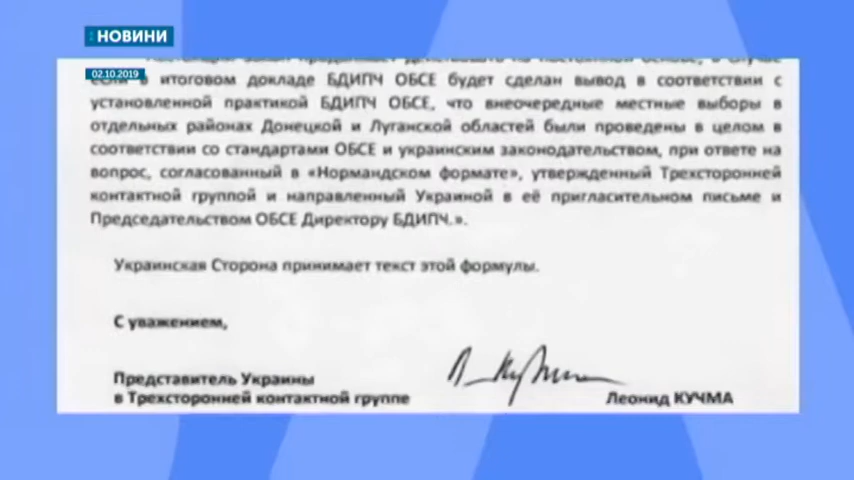 НОВИНИ
02.10.2019
в итоговом докладе БДИПЧ ОБСЕ будет сделан вывод в соответствии с
установленной практикой БДИПЧ ОБСЕ, что внеочередные местные выборы в
отдельных районах Донецкой и Луганской областей были проведены в целом в
соответствии со стандартами ОБСЕ и украинским законодательством, при ответе на
вопрос, согласованный в «Нормандском формате», утвержденный Трехсторонней
контактной группой и направленный Украиной в её пригласительном письме и
Председательством ОБСЕ Директору БДИПЧ.».
Украинская Сторона принимает текст этой формулы.
С уважением,
Представитель Украины
в Трехсторонней контактной группе
Леонид КУЧМА